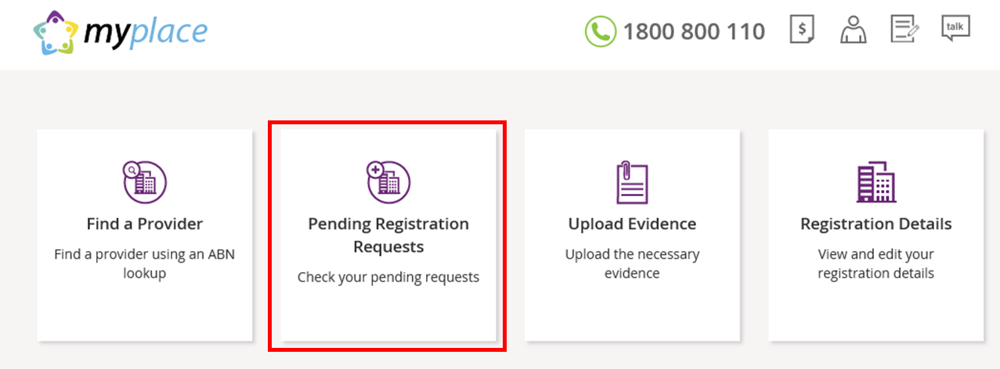 myplace
1800 800 110
$
talk
Find a Provider
Find a provider using an ABN
lookup
Pending Registration
Requests
Check your pending requests
Upload Evidence
Upload the necessary
evidence
Registration Details
View and edit your
registration details